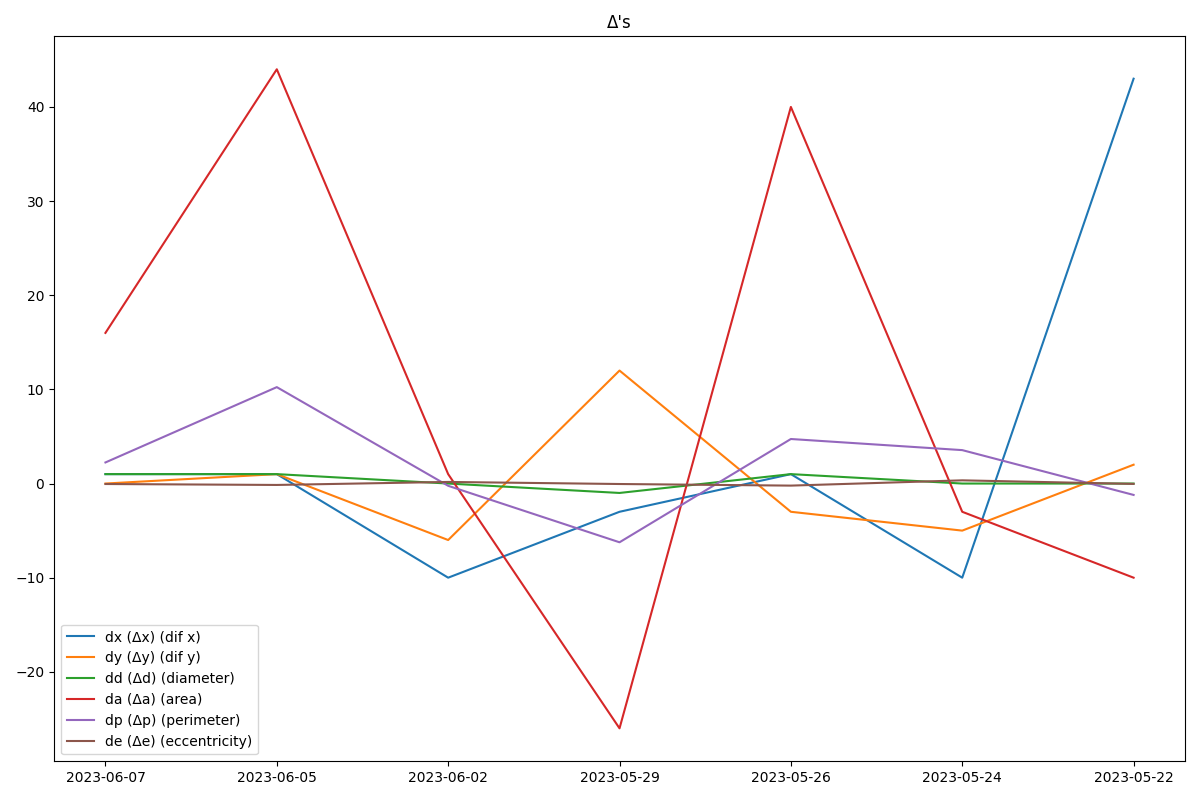 Δ's
40
30
20
10
0
−10
−20
dx (Δx) (dif x)
dy (Δy) (dif y)
dd (Δd) (diameter)
da (Δa) (area)
dp (Δp) (perimeter)
de (Δe) (eccentricity)
2023-06-07 2023-06-05 2023-06-02 2023-05-29 2023-05-26 2023-05-24 2023-05-22